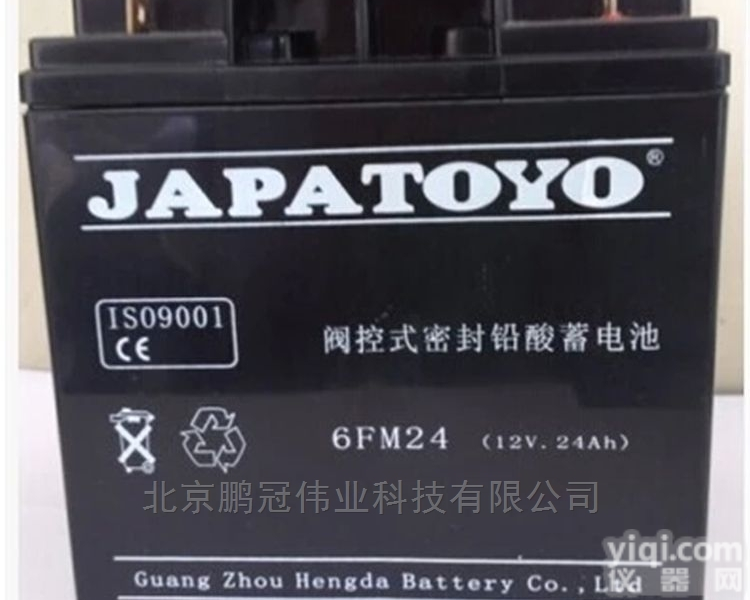 JAPATOYO®
ISO9001
CE
阀控式密封铅酸蓄电池
6FM24 (12V.24Ah)
北京鹏冠伟业科技有限公司
Guang Zhou Hengda Battery Co., Ltd
yiqi.com
仪器网